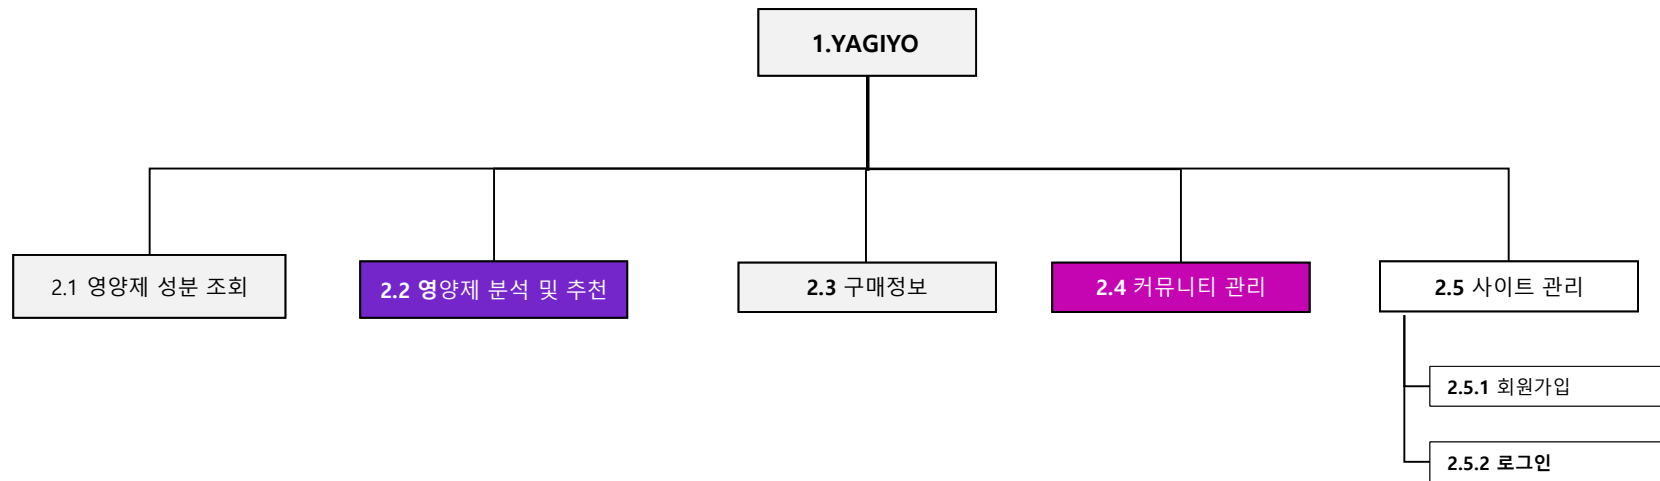 1.YAGIYO
2.1 영양제 성분 조회
2.2 영양제 분석 및 추천
2.3 구매정보
2.4 커뮤니티 관리
2.5 사이트 관리
2.5.1 회원가입
2.5.2 로그인